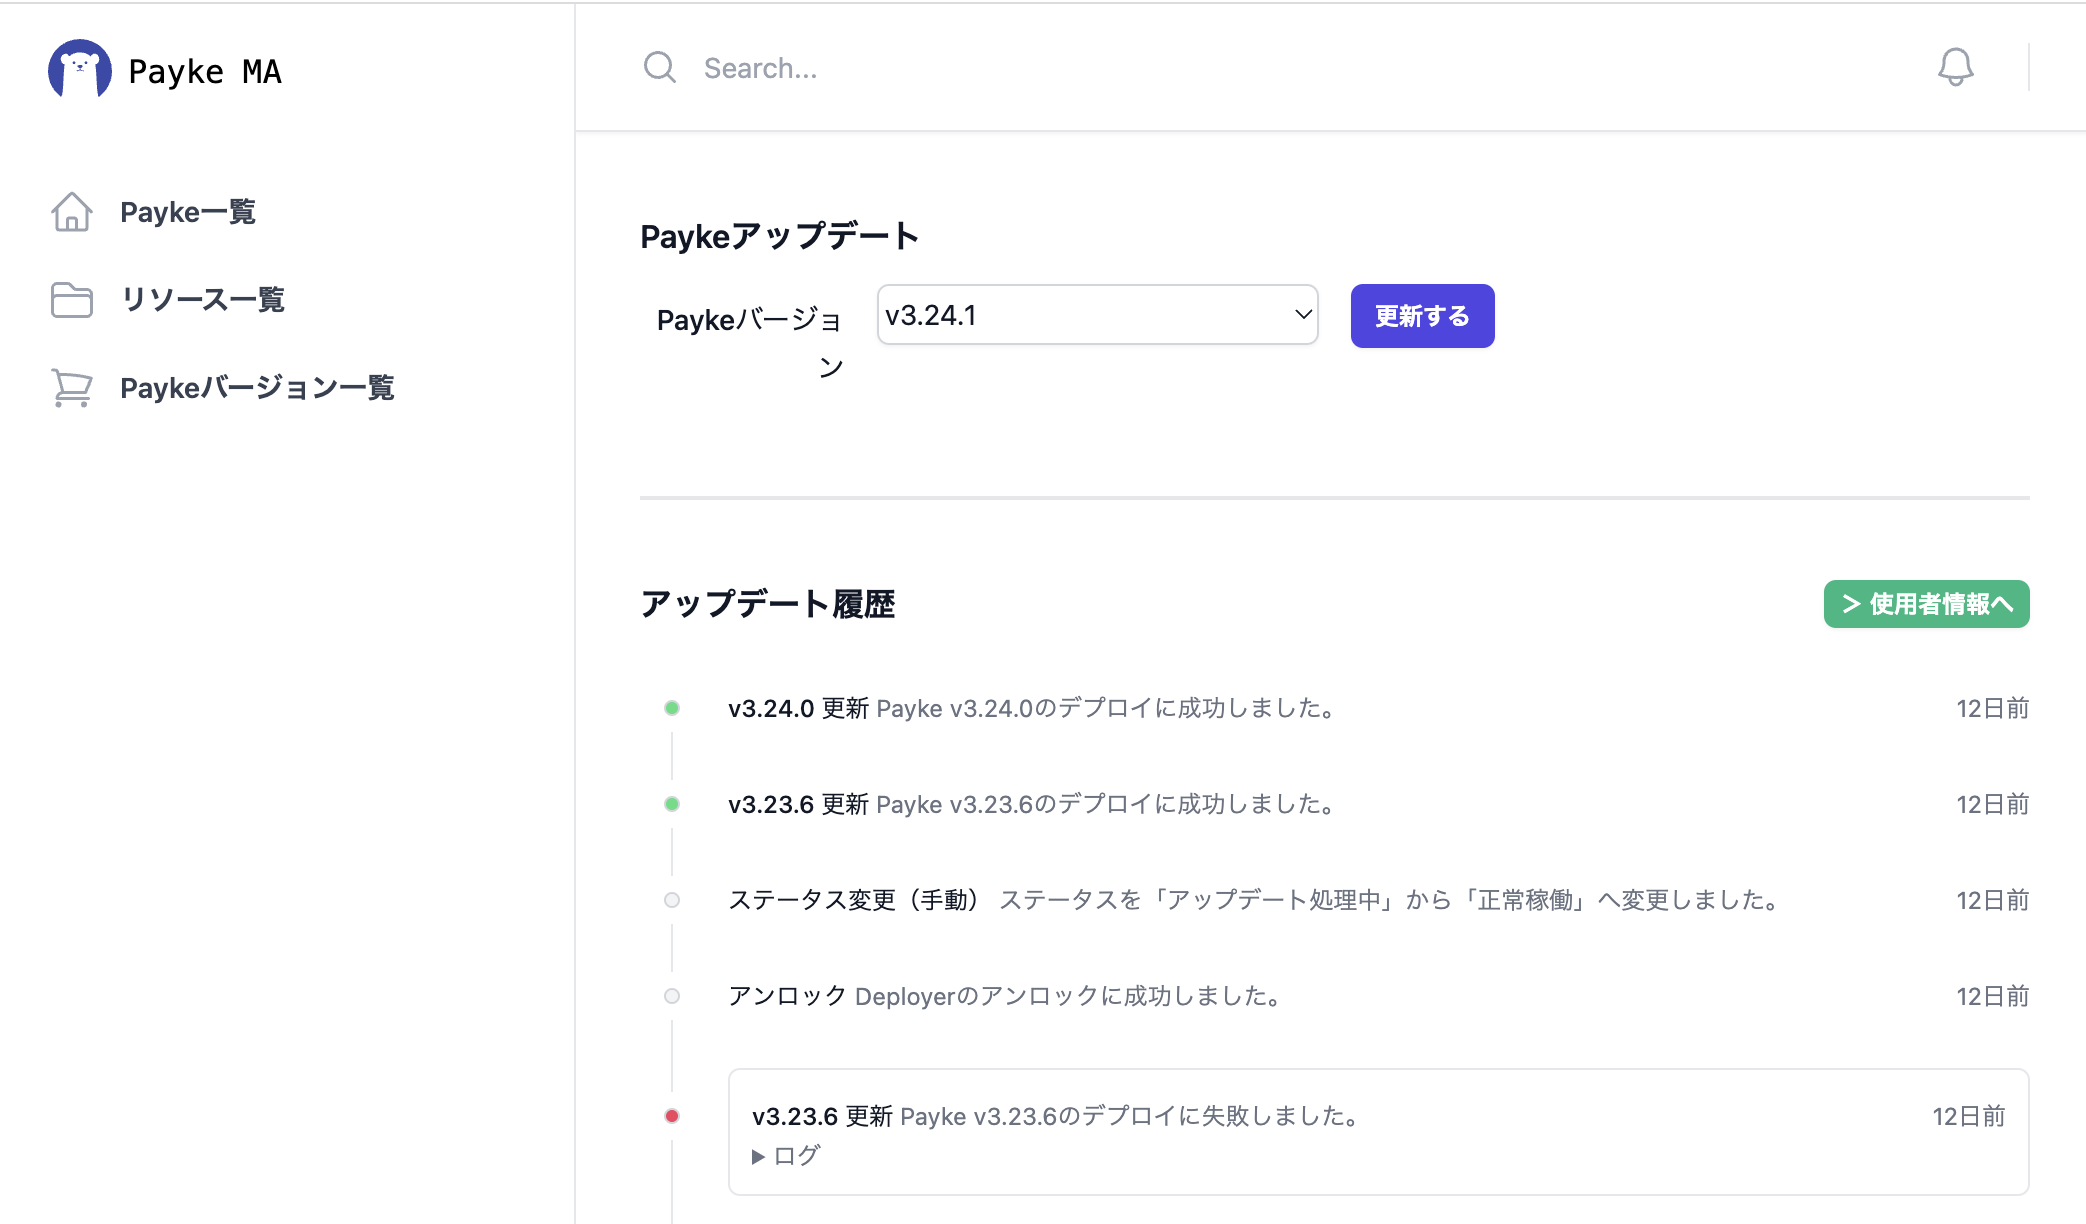 Payke MA
Search...
Payke一覧
リソース一覧
Paykeバージョン一覧
Paykeアップデート
Paykeバージョ
ン
v3.24.1
更新する
アップデート履歴
> 使用者情報へ
v3.24.0 更新 Payke v3.24.0のデプロイに成功しました。 12日前
v3.23.6 更新 Payke v3.23.6のデプロイに成功しました。 12日前
ステータス変更（手動） ステータスを「アップデート処理中」から「正常稼働」へ変更しました。 12日前
アンロック Deployerのアンロックに成功しました。 12日前
v3.23.6 更新 Payke v3.23.6のデプロイに失敗しました。 12日前
▶ ログ